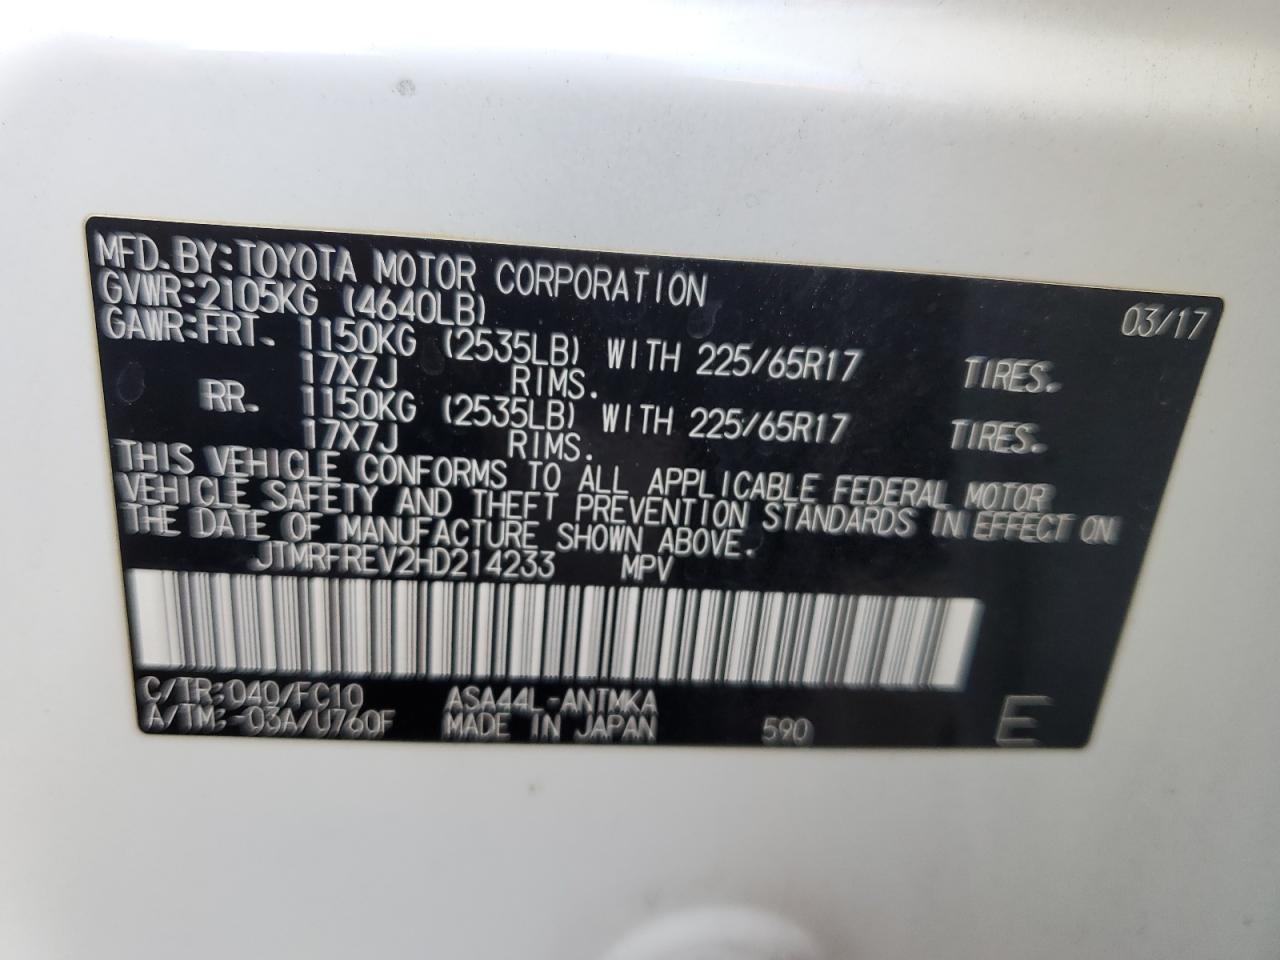 MFD.BY:TOYOTA MOTOR CORPORATION 03/17
GVWR:2105KG (4640LB)
GAWR:FRT. 1150KG (2535LB) WITH 225/65R17 TIRES.
17X7J RIMS.
RR. 1150KG (2535LB) WITH 225/65R17 TIRES.
17X7J RIMS.
THIS VEHICLE CONFORMS TO ALL APPLICABLE FEDERAL MOTOR
VEHICLE SAFETY AND THEFT PREVENTION STANDARDS IN EFFECT ON
THE DATE OF MANUFACTURE SHOWN ABOVE.
JTMRFREV2HD214233 MPV
C/TR:040/FC10 ASA44L-ANTMKA
A/TM:-03A/U760F MADE IN JAPAN 590 E